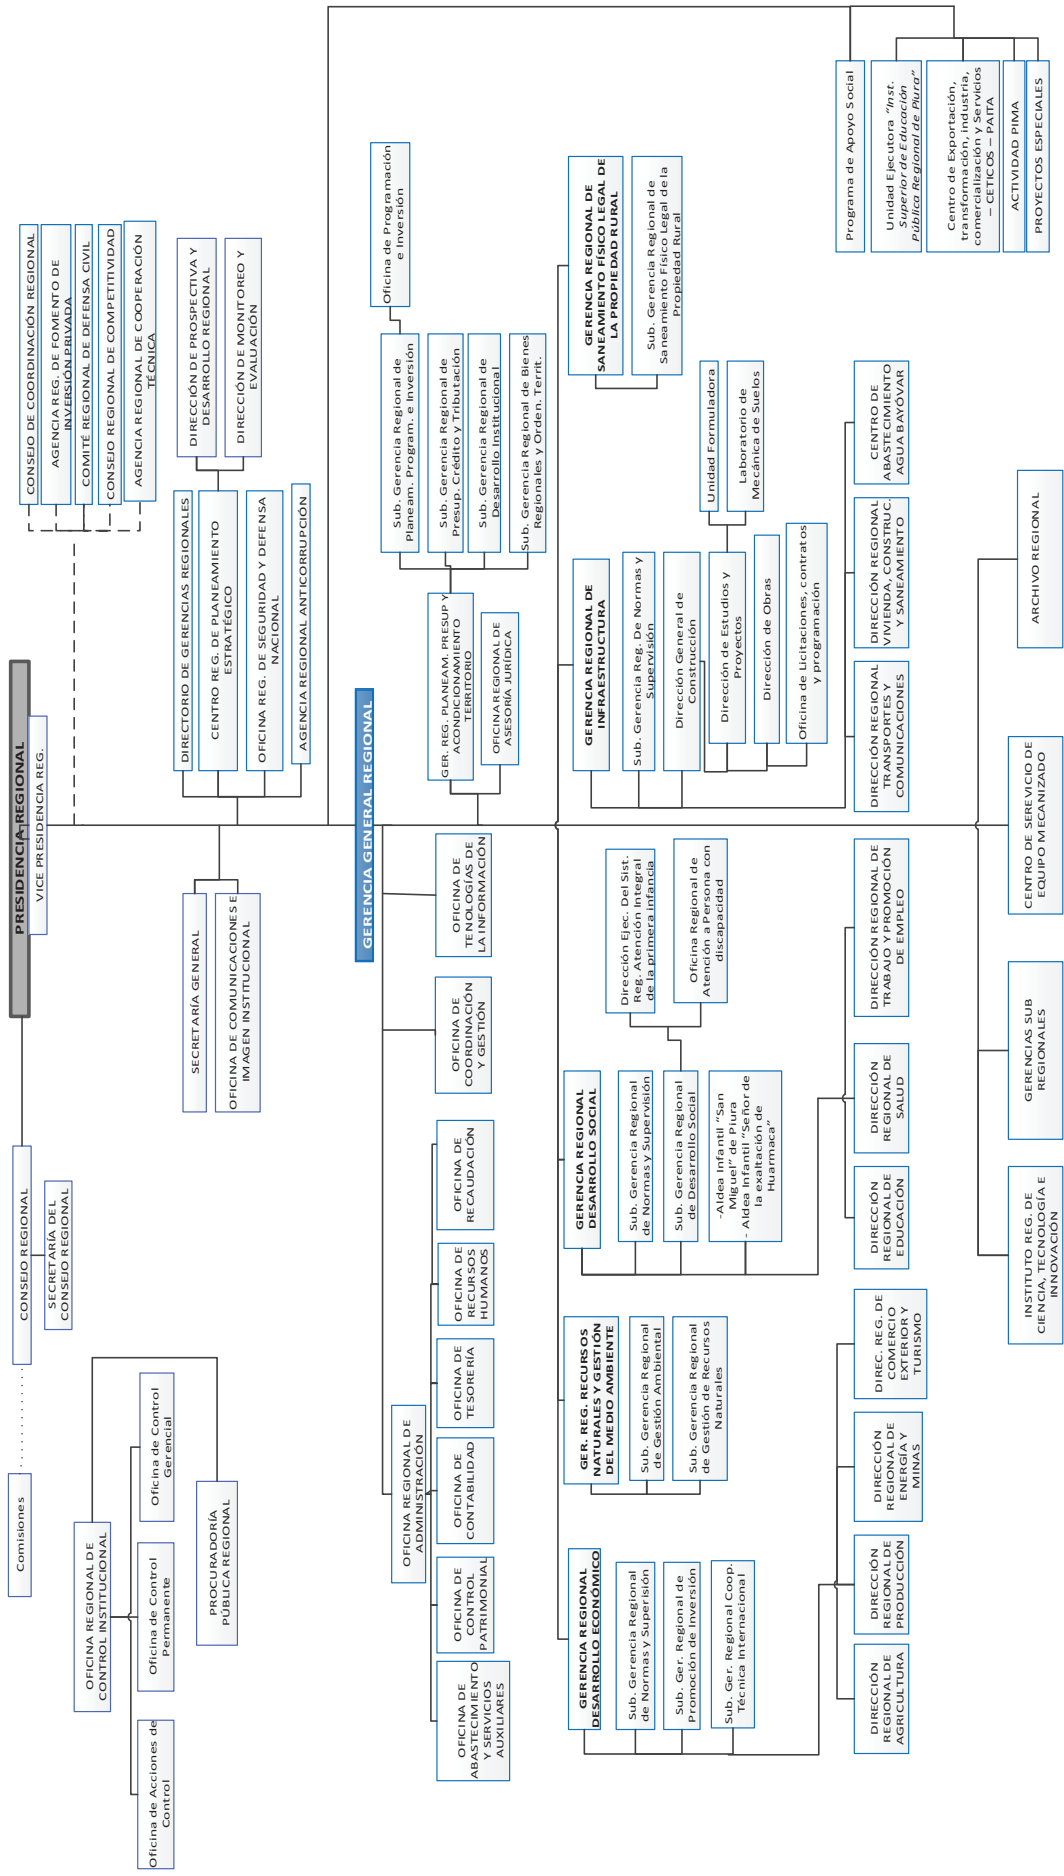 PRESIDENCIA REGIONAL
VICE PRESIDENCIA REG.
Comisiones
CONSEJO REGIONAL
SECRETARÍA DEL
CONSEJO REGIONAL
CONSEJO DE COORDINACIÓN REGIONAL
AGENCIA REG. DE FOMENTO DE
INVERSIÓN PRIVADA
COMITÉ REGIONAL DE DEFENSA CIVIL
CONSEJO REGIONAL DE COMPETITIVIDAD
AGENCIA REGIONAL DE COOPERACIÓN
TÉCNICA
OFICINA REGIONAL DE
CONTROL INSTITUCIONAL
Oficina de Acciones de
Control
Oficina de Control
Permanente
Oficina de Control
Gerencial
PROCURADORÍA
PÚBLICA REGIONAL
SECRETARÍA GENERAL
OFICINA DE COMUNICACIONES E
IMAGEN INSTITUCIONAL
DIRECTORIO DE GERENCIAS REGIONALES
CENTRO REG. DE PLANEAMIENTO
ESTRATÉGICO
OFICINA REG. DE SEGURIDAD Y DEFENSA
NACIONAL
AGENCIA REGIONAL ANTICORRUPCIÓN
DIRECCIÓN DE PROSPECTIVA Y
DESARROLLO REGIONAL
DIRECCIÓN DE MONITOREO Y
EVALUACIÓN
GERENCIA GENERAL REGIONAL
OFICINA REGIONAL DE
ADMINISTRACIÓN
OFICINA DE
ABASTECIMIENTO
Y SERVICIOS
AUXILIARES
OFICINA DE
CONTROL
PATRIMONIAL
OFICINA DE
CONTABILIDAD
OFICINA DE
TESORERÍA
OFICINA DE
RECURSOS
HUMANOS
OFICINA DE
RECAUDACIÓN
OFICINA DE
COORDINACIÓN
Y GESTIÓN
OFICINA DE
TENOLOGÍAS DE
LA INFORMACIÓN
GER. REG. PLANEAM. PRESUP Y
ACONDICIONAMIENTO
TERRITORIO
OFICINA REGIONAL DE
ASESORÍA JURÍDICA
Sub. Gerencia Regional de
Planeam. Program. e Inversión
Sub. Gerencia Regional de
Presup. Crédito y Tributación
Sub. Gerencia Regional de
Desarrollo Institucional
Sub. Gerencia Regional de Bienes
Regionales y Orden. Territ.
Oficina de Programación
e Inversión
GERENCIA REGIONAL
DESARROLLO ECONÓMICO
Sub. Gerencia Regional
de Normas y Superisión
Sub. Ger. Regional de
Promoción de Inversión
Sub. Ger. Regional Coop.
Técnica Internacional
GER. REG. RECURSOS
NATURALES Y GESTIÓN
DEL MEDIO AMBIENTE
Sub. Gerencia Regional
de Gestión Ambiental
Sub. Gerencia Regional
de Gestión de Recursos
Naturales
GERENCIA REGIONAL
DESARROLLO SOCIAL
Sub. Gerencia Regional
de Normas y Supervisión
Sub. Gerencia Regional
de Desarrollo Social
-Aldea Infantil "San
Miguel" de Piura
- Aldea Infantil "Señor de
la exaltación de
Huarmaca"
Dirección Ejec. Del Sist.
Reg. Atención Integral
de la primera infancia
Oficina Regional de
Atención a Persona con
discapacidad
GERENCIA REGIONAL DE
INFRAESTRUCTURA
Sub. Gerencia Reg. De Normas y
Supervisión
Dirección General de
Construcción
Dirección de Estudios y
Proyectos
Dirección de Obras
Oficina de Licitaciones, contratos
y programación
Unidad Formuladora
Laboratorio de
Mecánica de Suelos
GERENCIA REGIONAL DE
SANEAMIENTO FÍSICO LEGAL DE
LA PROPIEDAD RURAL
Sub. Gerencia Regional de
Saneamiento Físico Legal de la
Propiedad Rural
DIRECCIÓN
REGIONAL DE
AGRICULTURA
DIRECCIÓN
REGIONAL DE
PRODUCCIÓN
DIRECCIÓN
REGIONAL DE
ENERGÍA Y
MINAS
DIREC. REG. DE
COMERCIO
EXTERIOR Y
TURISMO
DIRECCIÓN
REGIONAL DE
EDUCACIÓN
DIRECCIÓN
REGIONAL DE
SALUD
DIRECCIÓN REGIONAL DE
TRABAJO Y PROMOCIÓN
DE EMPLEO
DIRECCIÓN REGIONAL
TRANSPORTES Y
COMUNICACIONES
DIRECCIÓN REGIONAL
VIVIENDA, CONSTRUC.
Y SANEAMIENTO
CENTRO DE
ABASTECIMIENTO
AGUA BAYÓVAR
Programa de Apoyo Social
Unidad Ejecutora "Inst.
Superior de Educación
Pública Regional de Piura"
Centro de Exportación,
transformación, industria,
comercialización y Servicios
– CETICOS – PAITA
ACTIVIDAD PIMA
PROYECTOS ESPECIALES
INSTITUTO REG. DE
CIENCIA, TECNOLOGÍA E
INNOVACIÓN
GERENCIAS SUB
REGIONALES
CENTRO DE SEREVICIO DE
EQUIPO MECANIZADO
ARCHIVO REGIONAL